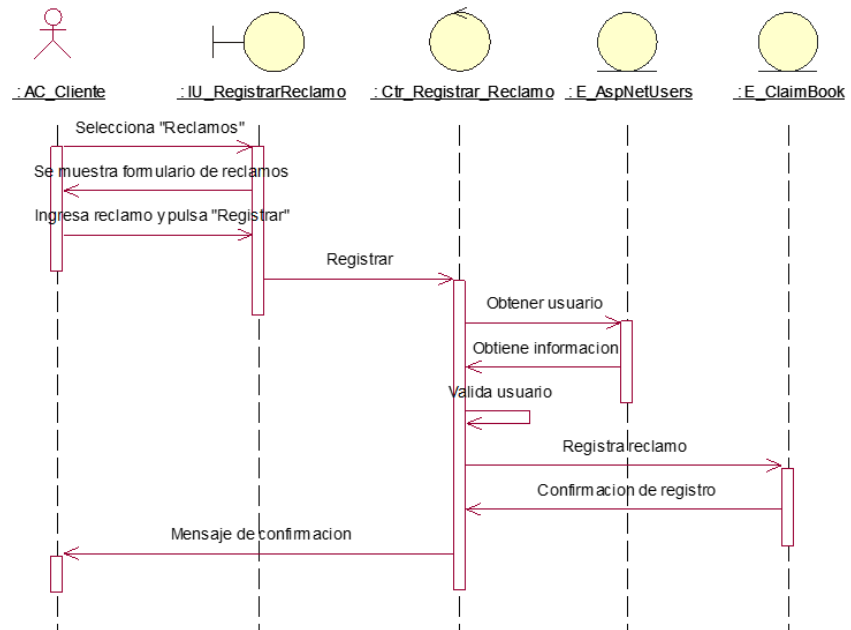 : AC_Cliente
: IU_RegistrarReclamo
: Ctr_Registrar_Reclamo
: E_AspNetUsers
: E_ClaimBook
Selecciona "Reclamos"
Se muestra formulario de reclamos
Ingresa reclamo y pulsa "Registrar"
Registrar
Obtener usuario
Obtiene informacion
Valida usuario
Registra reclamo
Confirmacion de registro
Mensaje de confirmacion